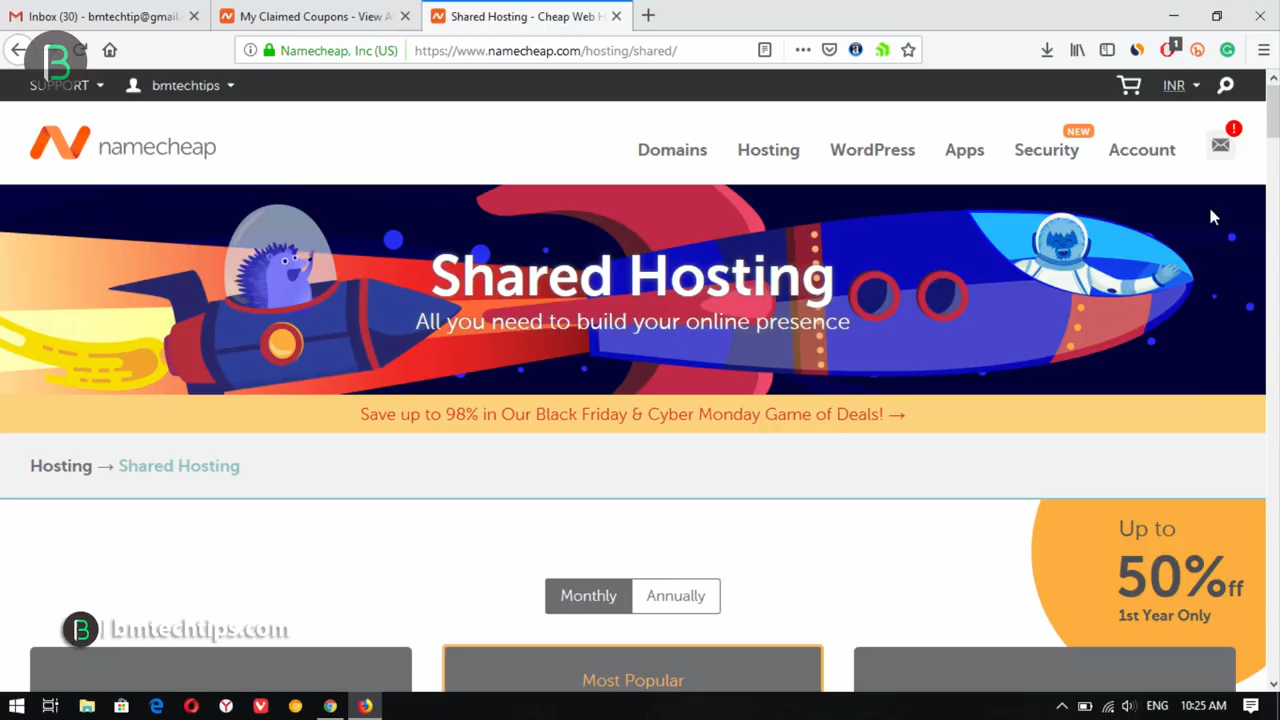 Inbox (30) - bmtechtip@gmail.
My Claimed Coupons - View A
Shared Hosting - Cheap Web H
Namecheap, Inc (US)
https://www.namecheap.com/hosting/shared/
1
SUPPORT
bmtechtips
INR
namecheap
Domains
Hosting
WordPress
Apps
NEW
Security
Account
!
Shared Hosting
All you need to build your online presence
Save up to 98% in Our Black Friday & Cyber Monday Game of Deals! →
Hosting → Shared Hosting
Up to
50%off
1st Year Only
Monthly
Annually
bmtechtips.com
Most Popular
ENG
10:25 AM